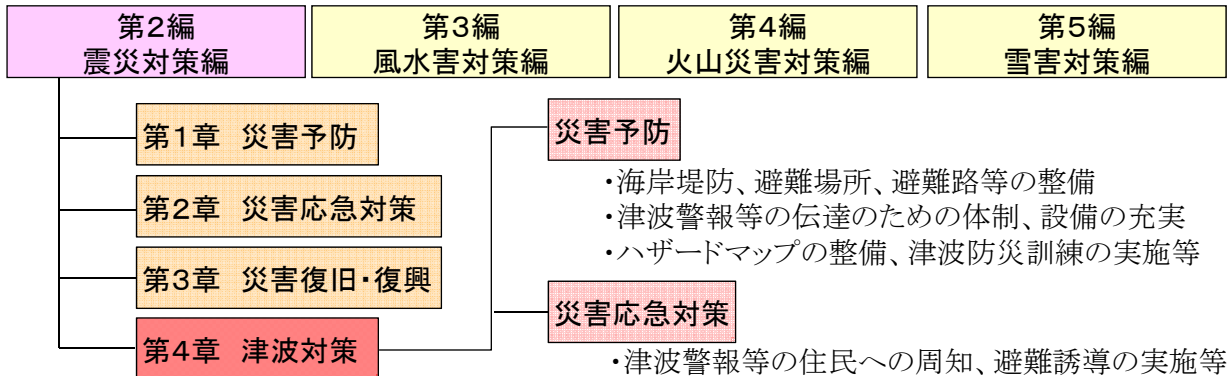 第2編
震災対策編
第3編
風水害対策編
第4編
火山災害対策編
第5編
雪害対策編
第1章 災害予防
第2章 災害応急対策
第3章 災害復旧・復興
第4章 津波対策
災害予防
・海岸堤防、避難場所、避難路等の整備
・津波警報等の伝達のための体制、設備の充実
・ハザードマップの整備、津波防災訓練の実施等
災害応急対策
・津波警報等の住民への周知、避難誘導の実施等